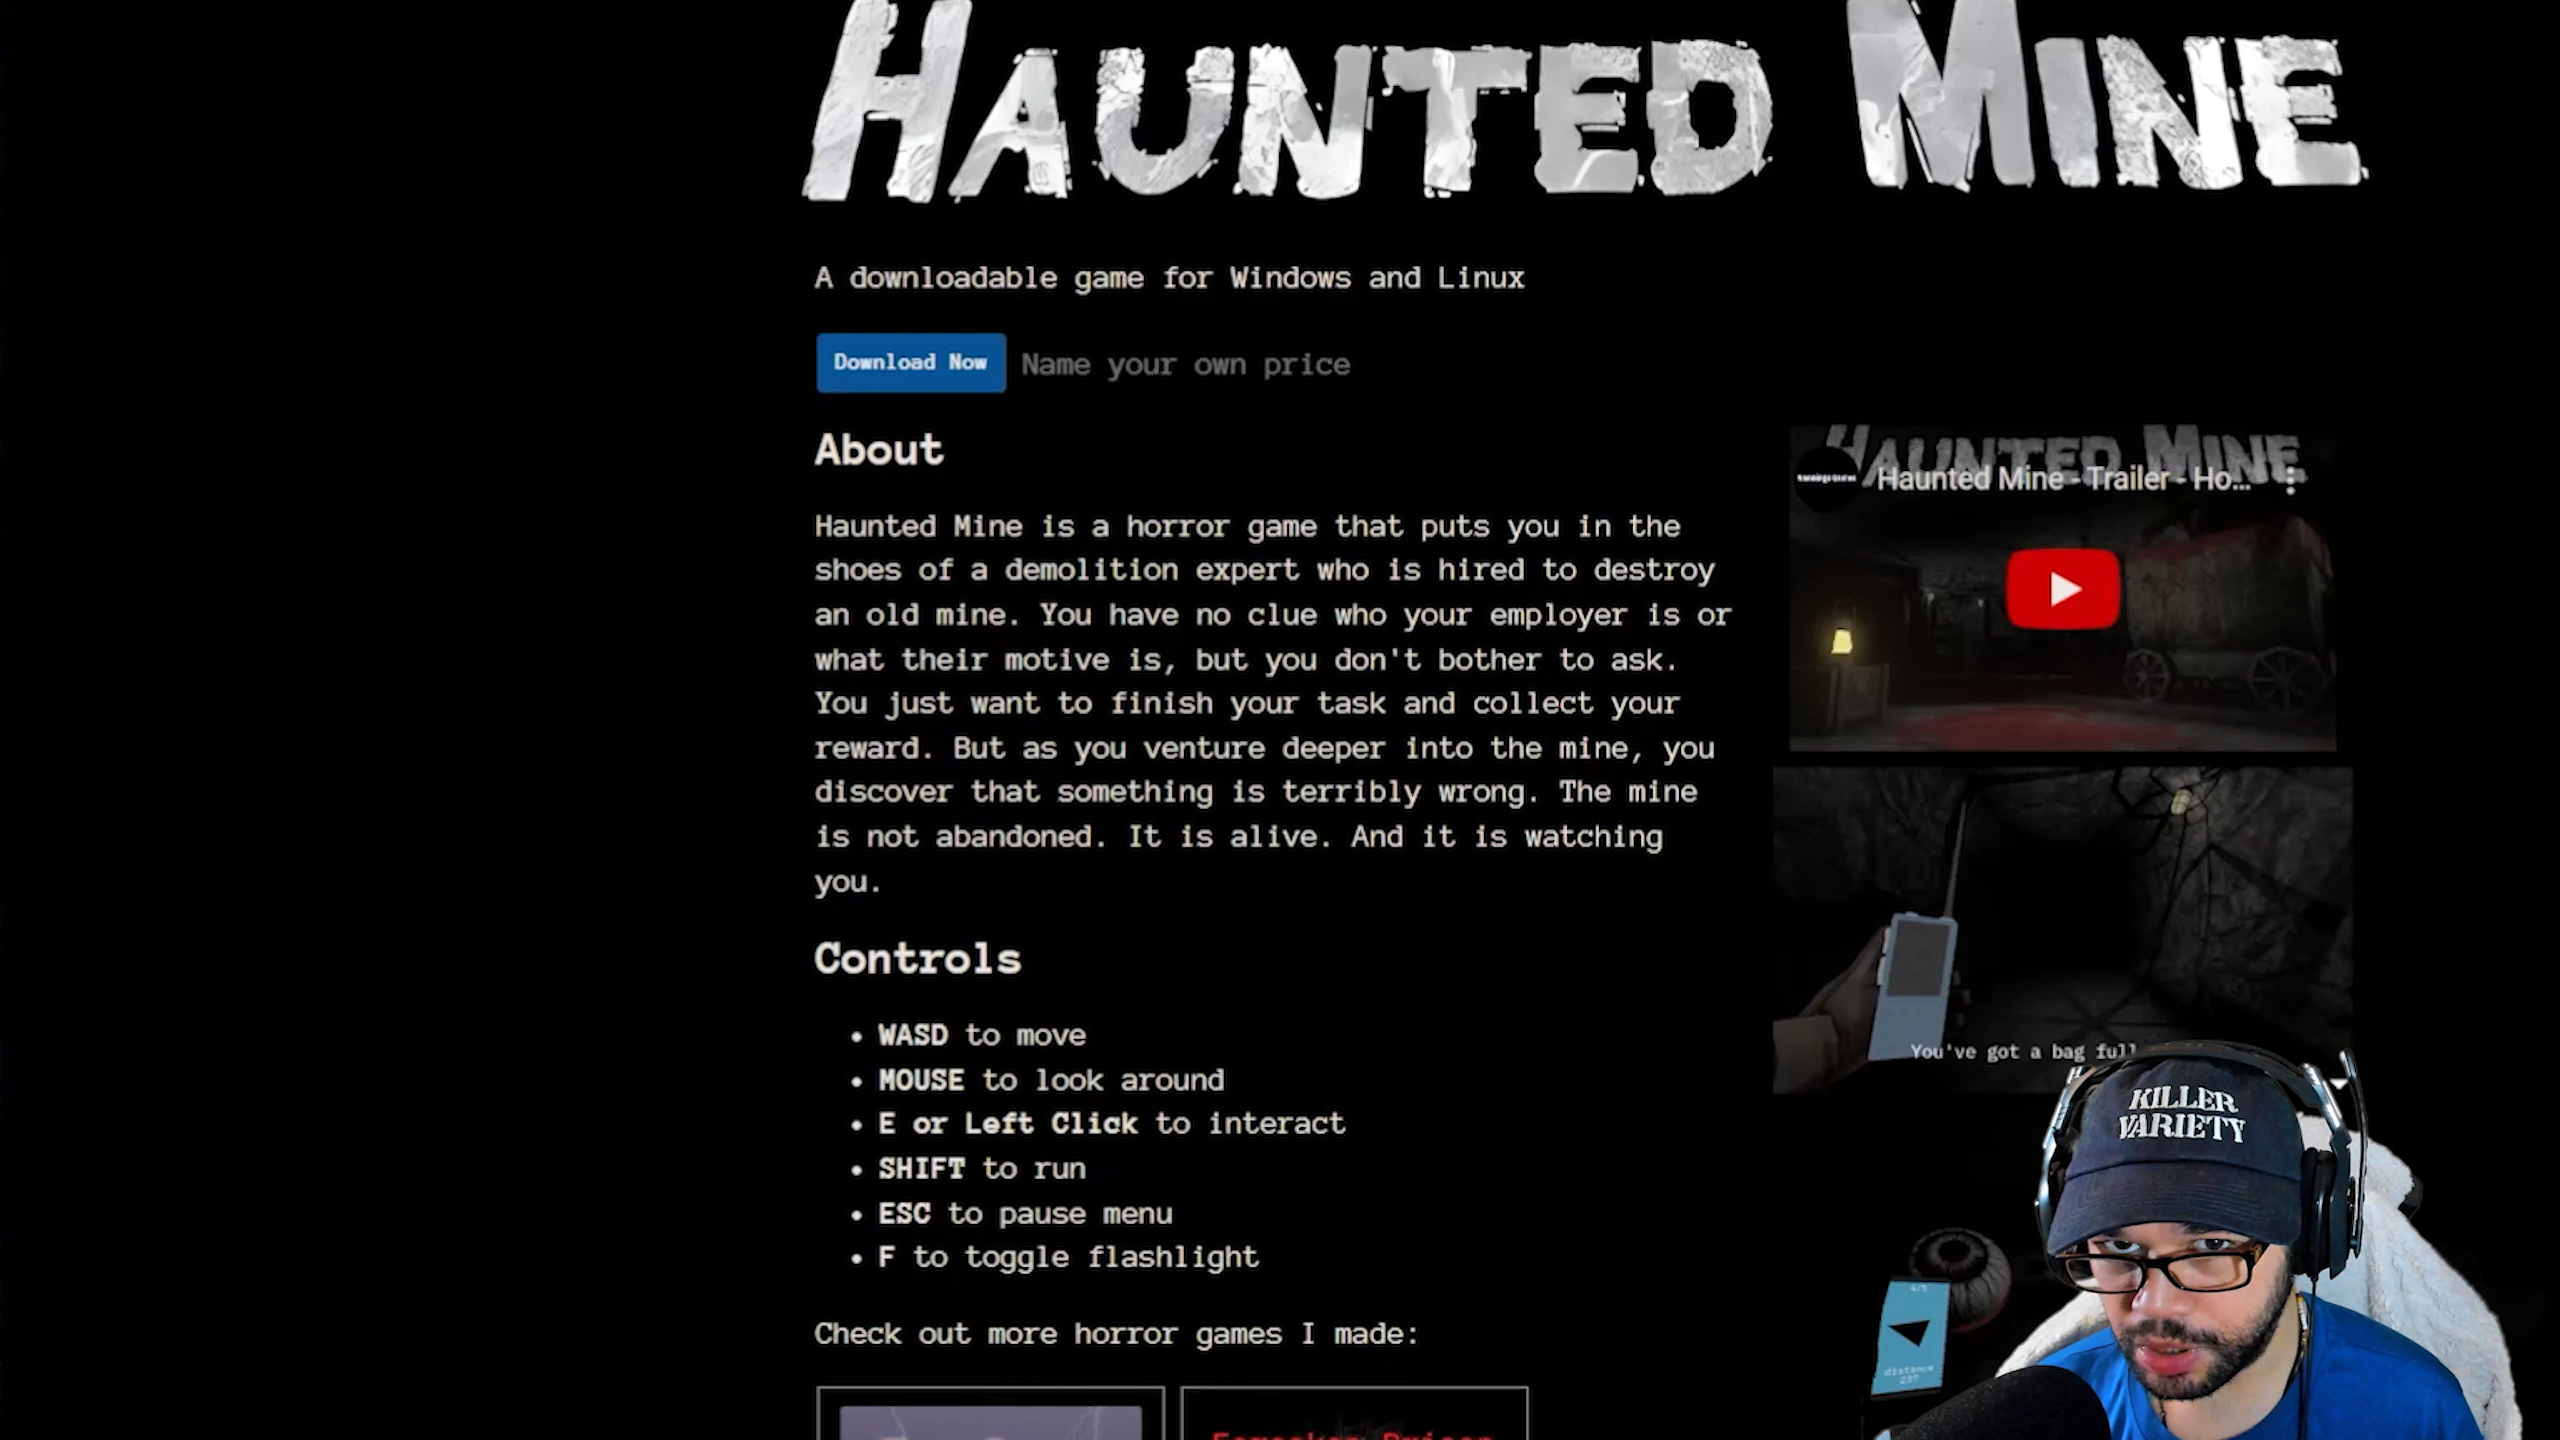 HAUNTED MINE
A downloadable game for Windows and Linux
Download Now Name your own price
About
Haunted Mine is a horror game that puts you in the
shoes of a demolition expert who is hired to destroy
an old mine. You have no clue who your employer is or
what their motive is, but you don't bother to ask.
You just want to finish your task and collect your
reward. But as you venture deeper into the mine, you
discover that something is terribly wrong. The mine
is not abandoned. It is alive. And it is watching
you.
Controls
• WASD to move
• MOUSE to look around
• E or Left Click to interact
• SHIFT to run
• ESC to pause menu
• F to toggle flashlight
Check out more horror games I made:
HAUNTED MINE
Haunted Mine - Trailer - Ho...
You've got a bag full
KILLER
VARIETY
4/5
distance